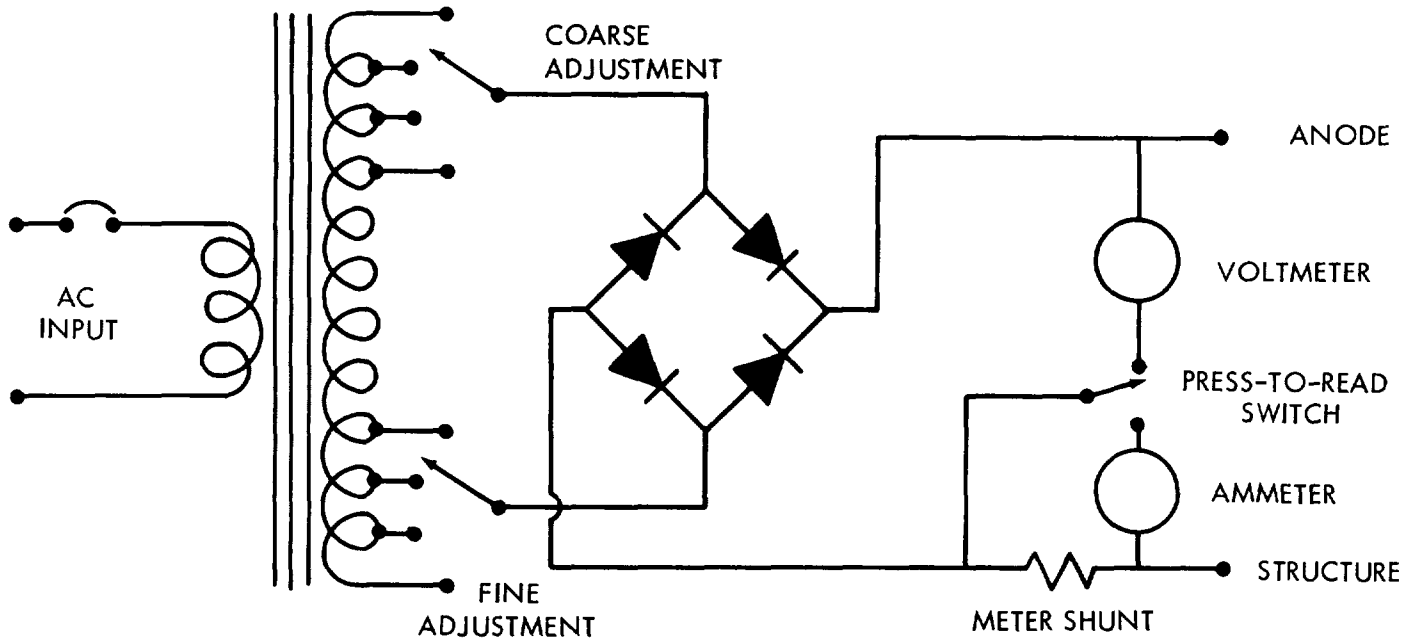 COARSE
ADJUSTMENT
ANODE
VOLTMETER
AC
INPUT
PRESS-TO-READ
SWITCH
AMMETER
STRUCTURE
FINE
ADJUSTMENT
METER SHUNT